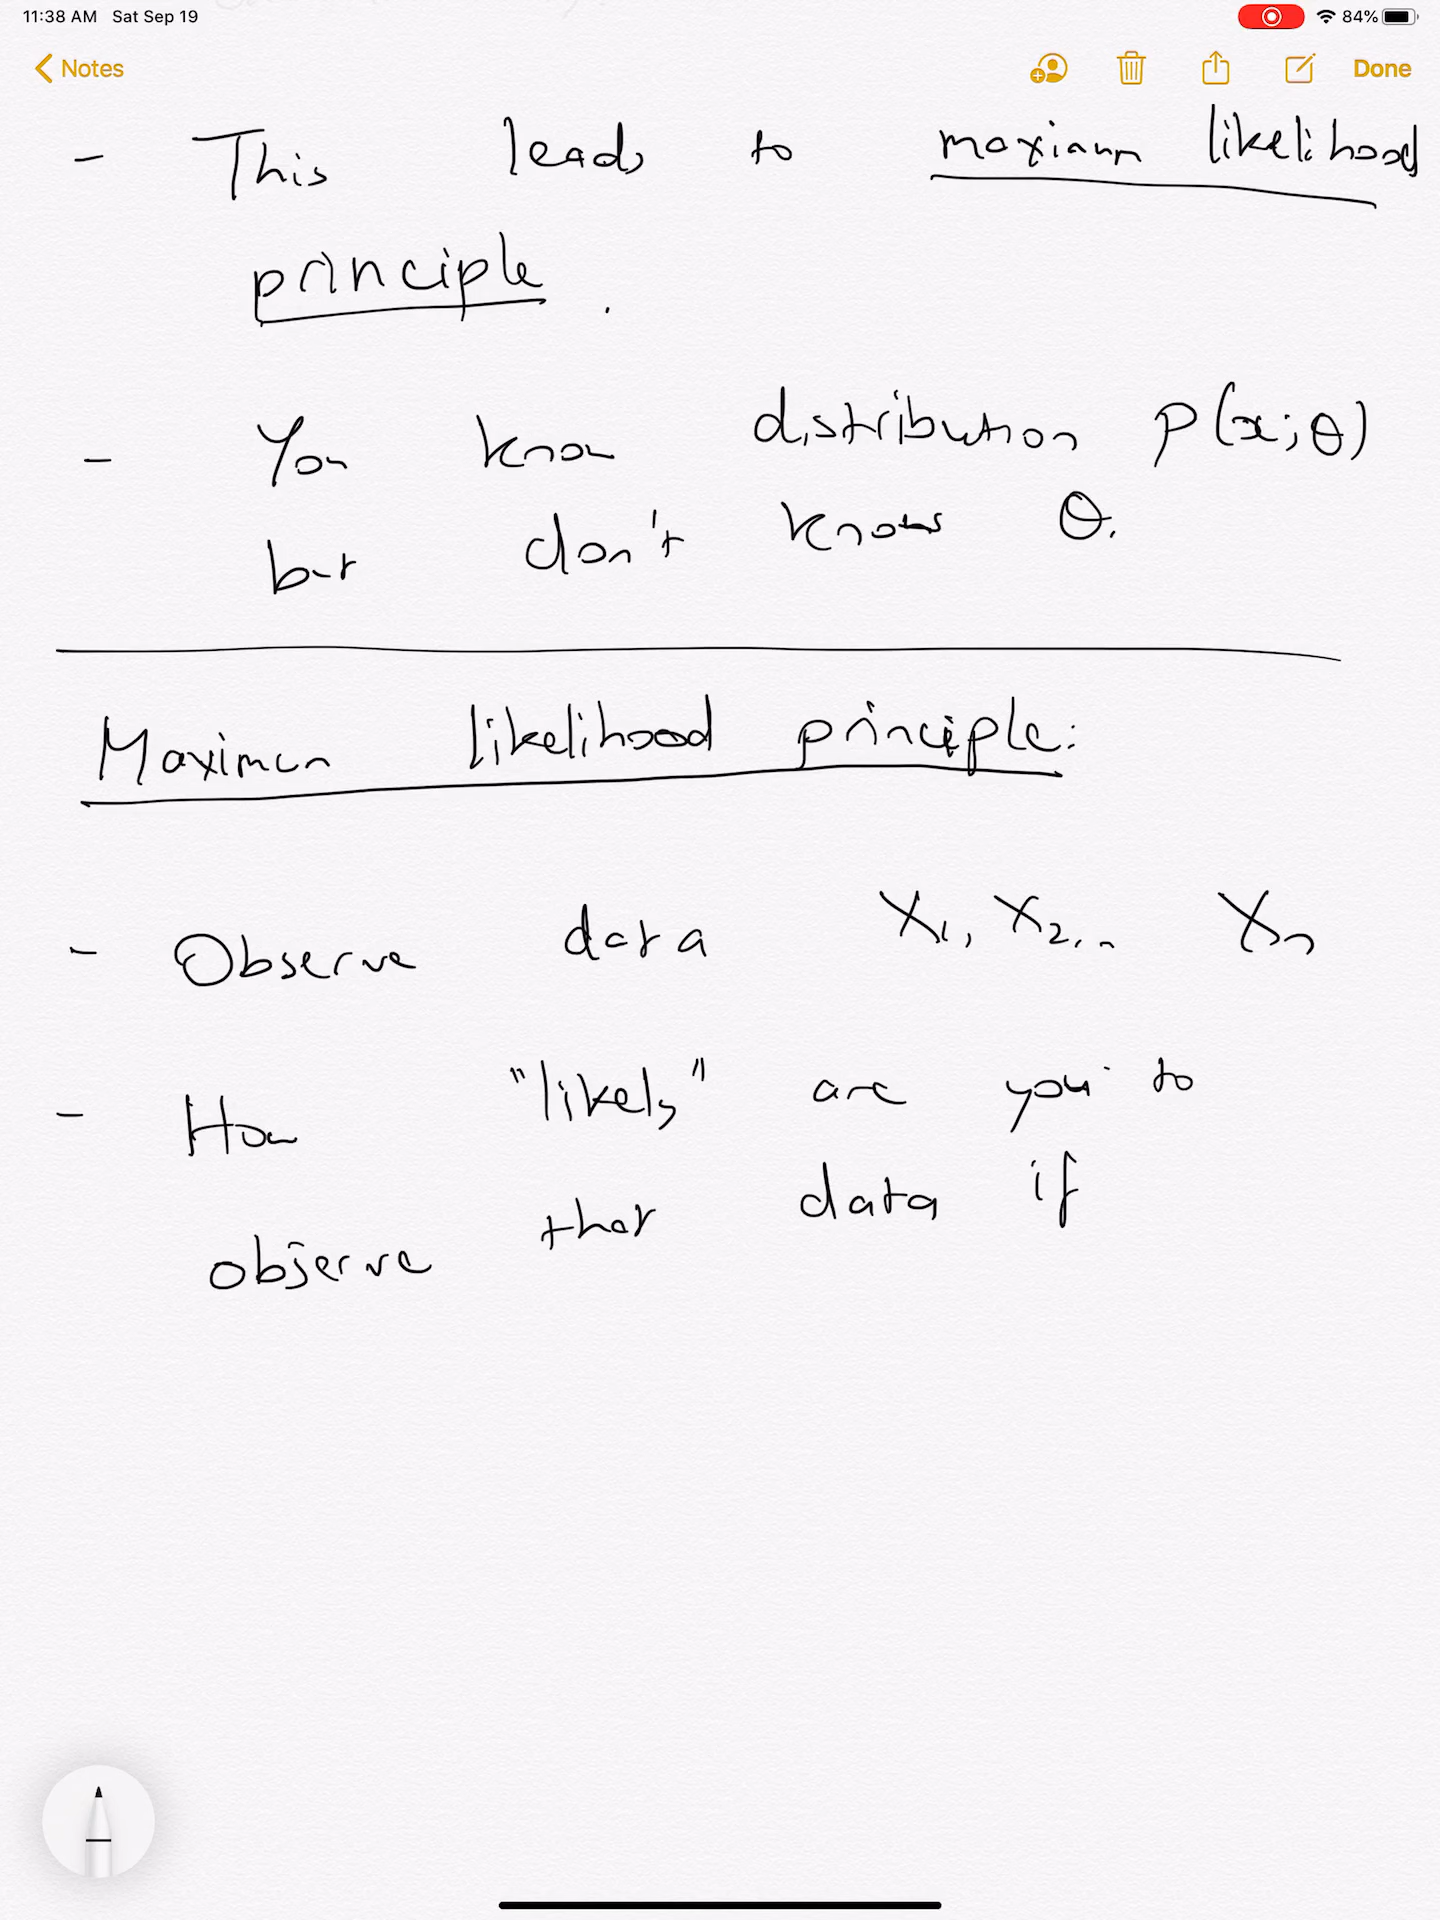 11:38 AM Sat Sep 19 84%
Notes Done
- This leads to maximum likelihood
principle.
- You know distribution p(x;θ)
but don't know θ.
Maximum likelihood principle:
- Observe data X₁, X₂,.. Xₙ
- How "likely" are you to
observe that data if